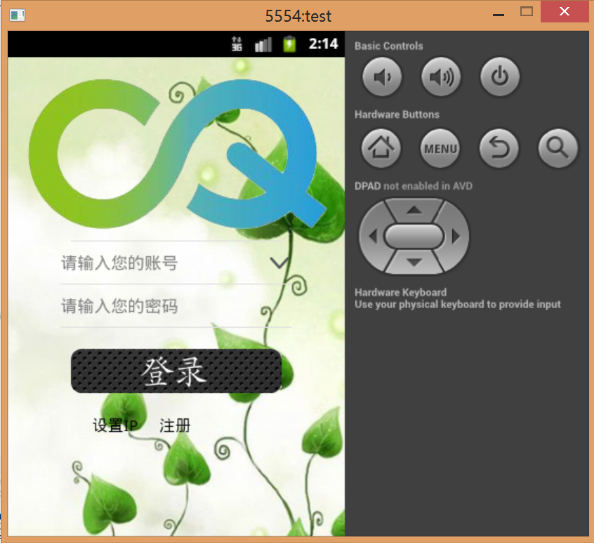 5554:test
3G 2:14
CQ
请输入您的账号
请输入您的密码
登录
设置IP 注册
Basic Controls
Hardware Buttons
MENU
DPAD not enabled in AVD
Hardware Keyboard
Use your physical keyboard to provide input